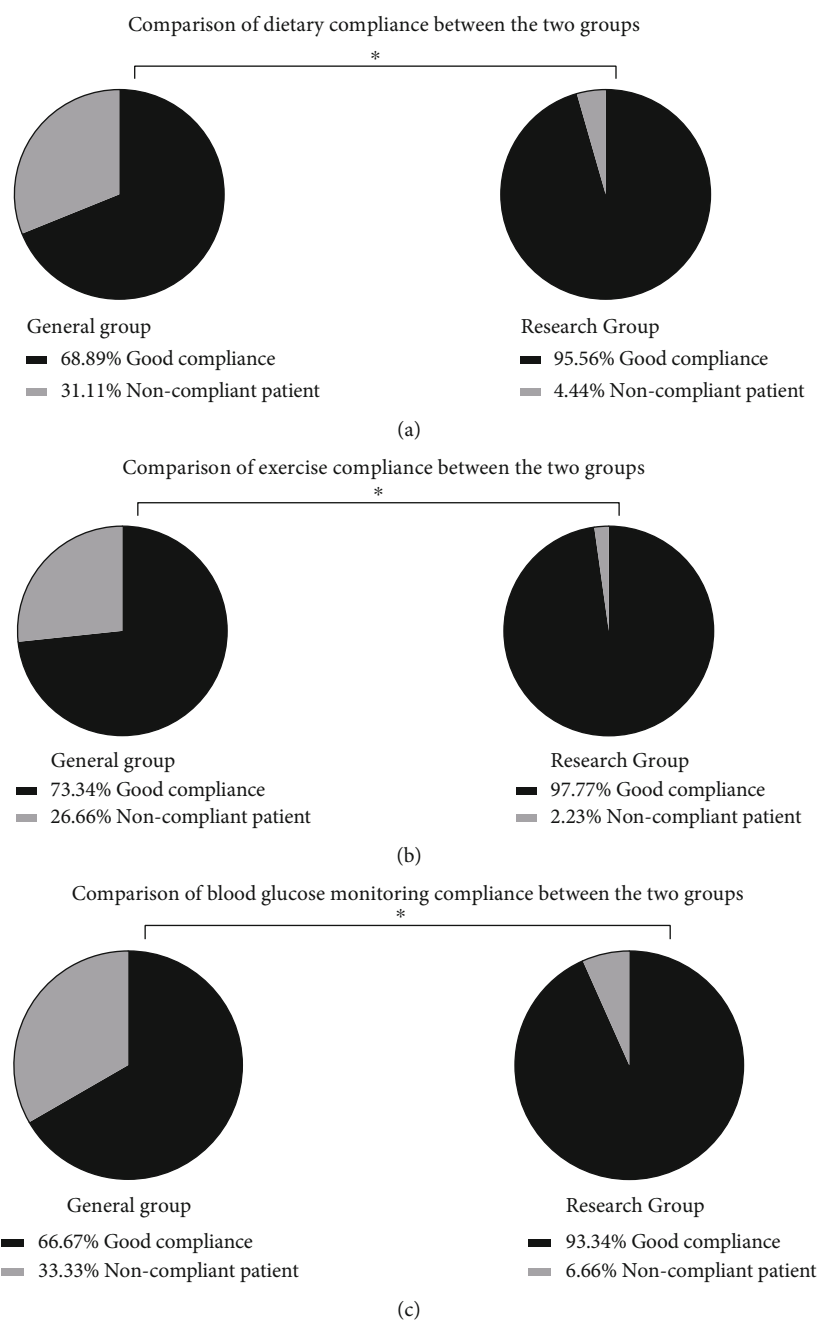 Comparison of dietary compliance between the two groups
*
General group
68.89% Good compliance
31.11% Non-compliant patient
Research Group
95.56% Good compliance
4.44% Non-compliant patient
(a)
Comparison of exercise compliance between the two groups
*
General group
73.34% Good compliance
26.66% Non-compliant patient
Research Group
97.77% Good compliance
2.23% Non-compliant patient
(b)
Comparison of blood glucose monitoring compliance between the two groups
*
General group
66.67% Good compliance
33.33% Non-compliant patient
Research Group
93.34% Good compliance
6.66% Non-compliant patient
(c)